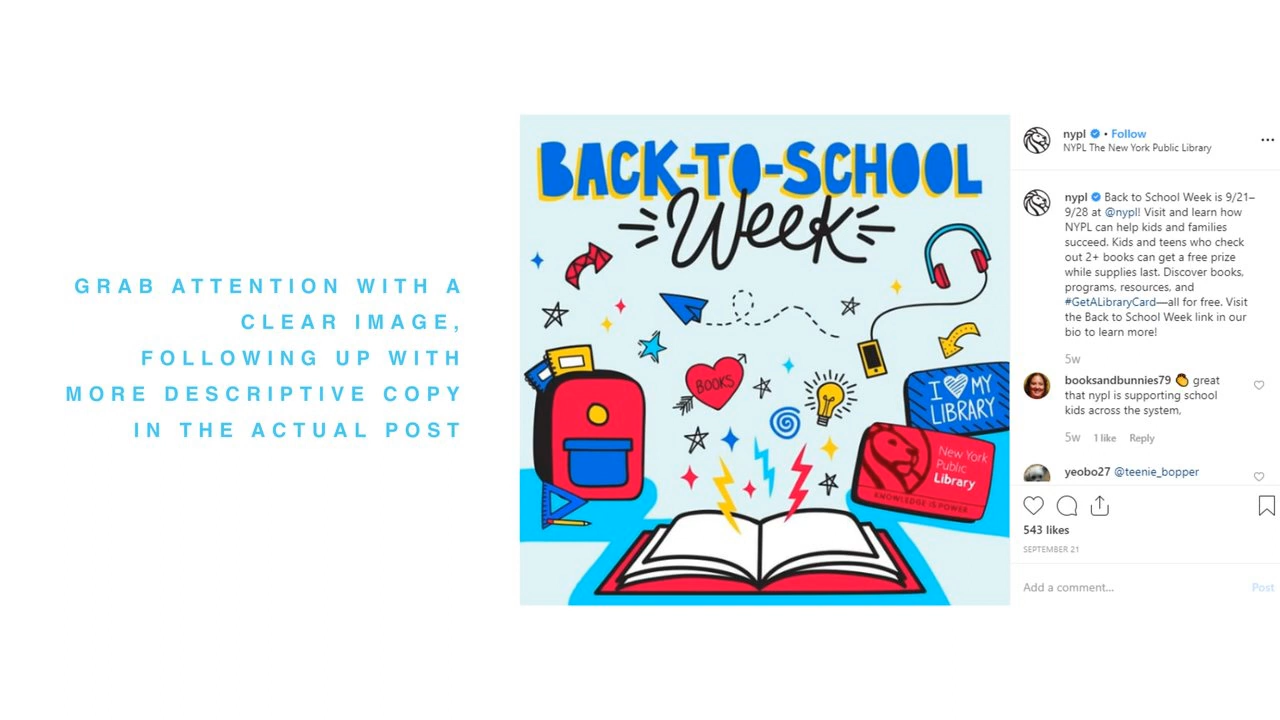 GRAB ATTENTION WITH A
CLEAR IMAGE,
FOLLOWING UP WITH
MORE DESCRIPTIVE COPY
IN THE ACTUAL POST
BACK-TO-SCHOOL
Week
BOOKS
I MY
LIBRARY
New York
Public
Library
KNOWLEDGE IS POWER
nypl • Follow
NYPL The New York Public Library
nypl Back to School Week is 9/21–
9/28 at @nypl! Visit and learn how
NYPL can help kids and families
succeed. Kids and teens who check
out 2+ books can get a free prize
while supplies last. Discover books,
programs, resources, and
#GetALibraryCard—all for free. Visit
the Back to School Week link in our
bio to learn more!
5w
booksandbunnies79 👏 great
that nypl is supporting school
kids across the system,
5w 1 like Reply
yeobo27 @teenie_bopper
543 likes
SEPTEMBER 21
Add a comment... Post